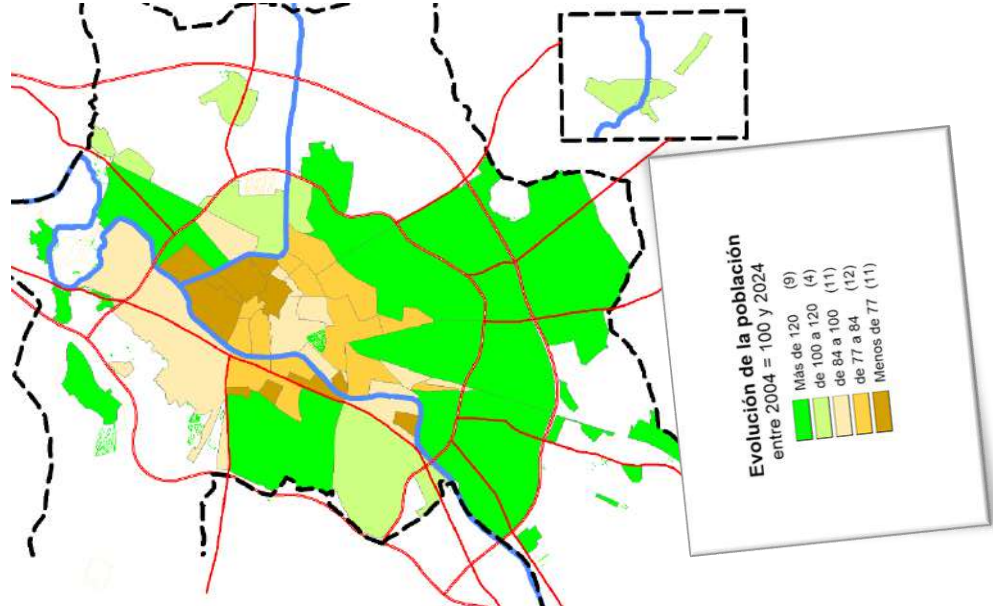 Evolución de la población
entre 2004 = 100 y 2024
Más de 120 (9)
de 100 a 120 (4)
de 84 a 100 (11)
de 77 a 84 (12)
Menos de 77 (11)